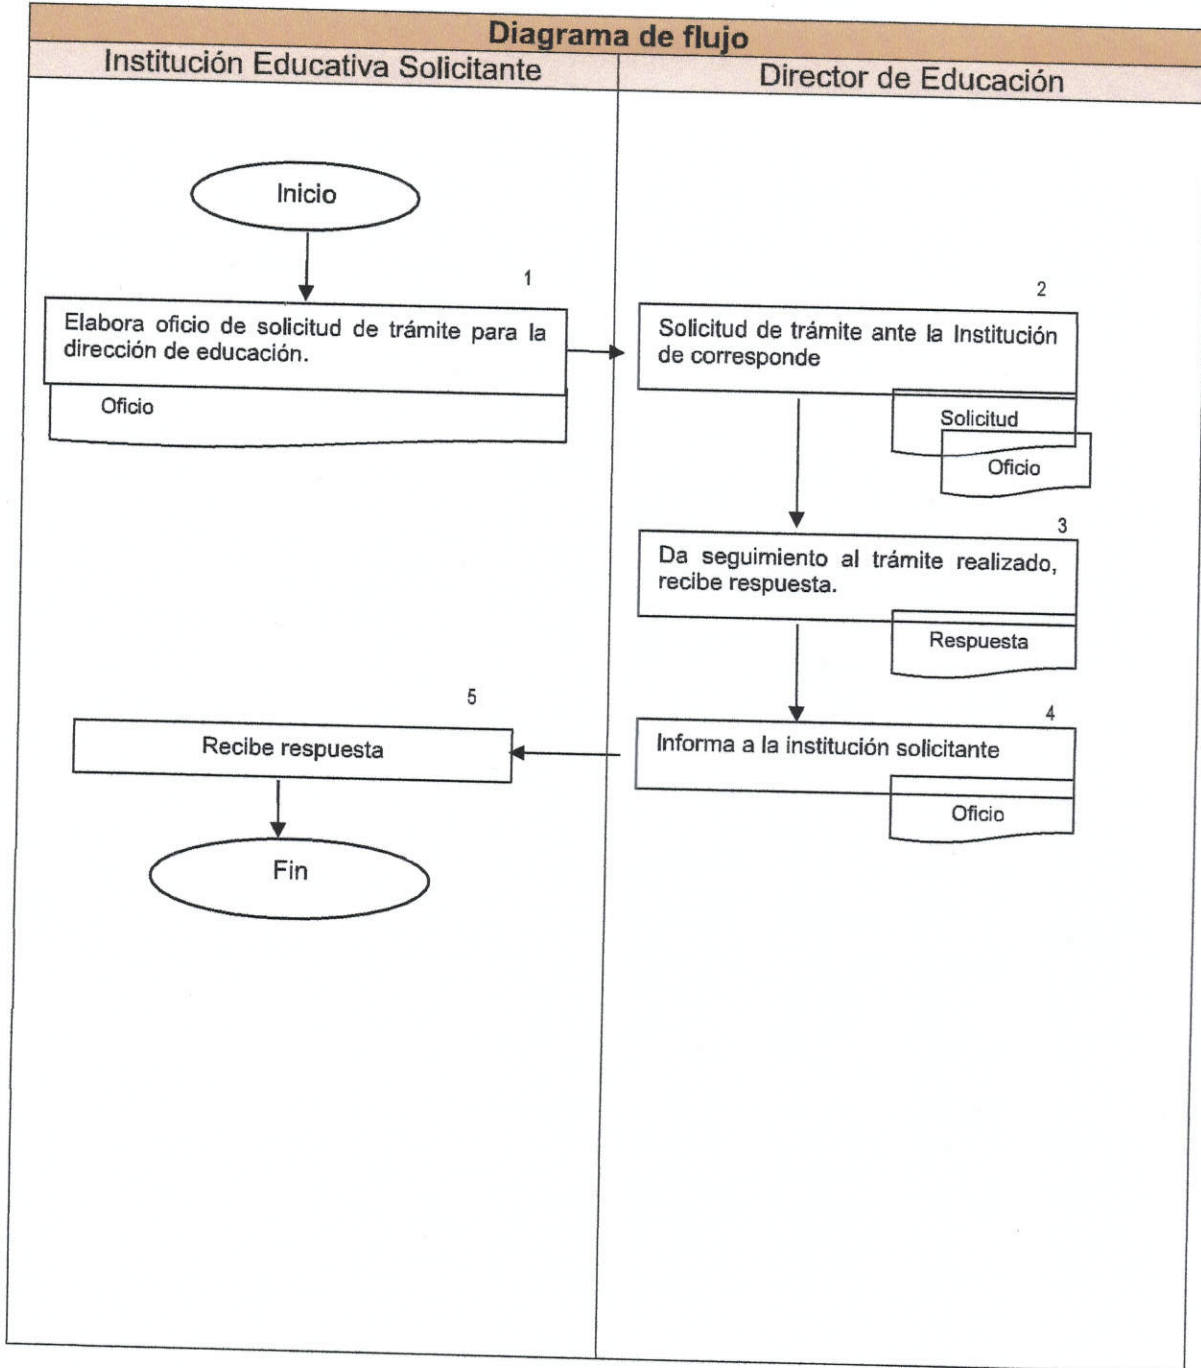 Diagrama de flujo
Institución Educativa Solicitante
Director de Educación
Inicio
1
Elabora oficio de solicitud de trámite para la
dirección de educación.
Oficio
2
Solicitud de trámite ante la Institución
de corresponde
Solicitud
Oficio
3
Da seguimiento al trámite realizado,
recibe respuesta.
Respuesta
4
Informa a la institución solicitante
Oficio
5
Recibe respuesta
Fin